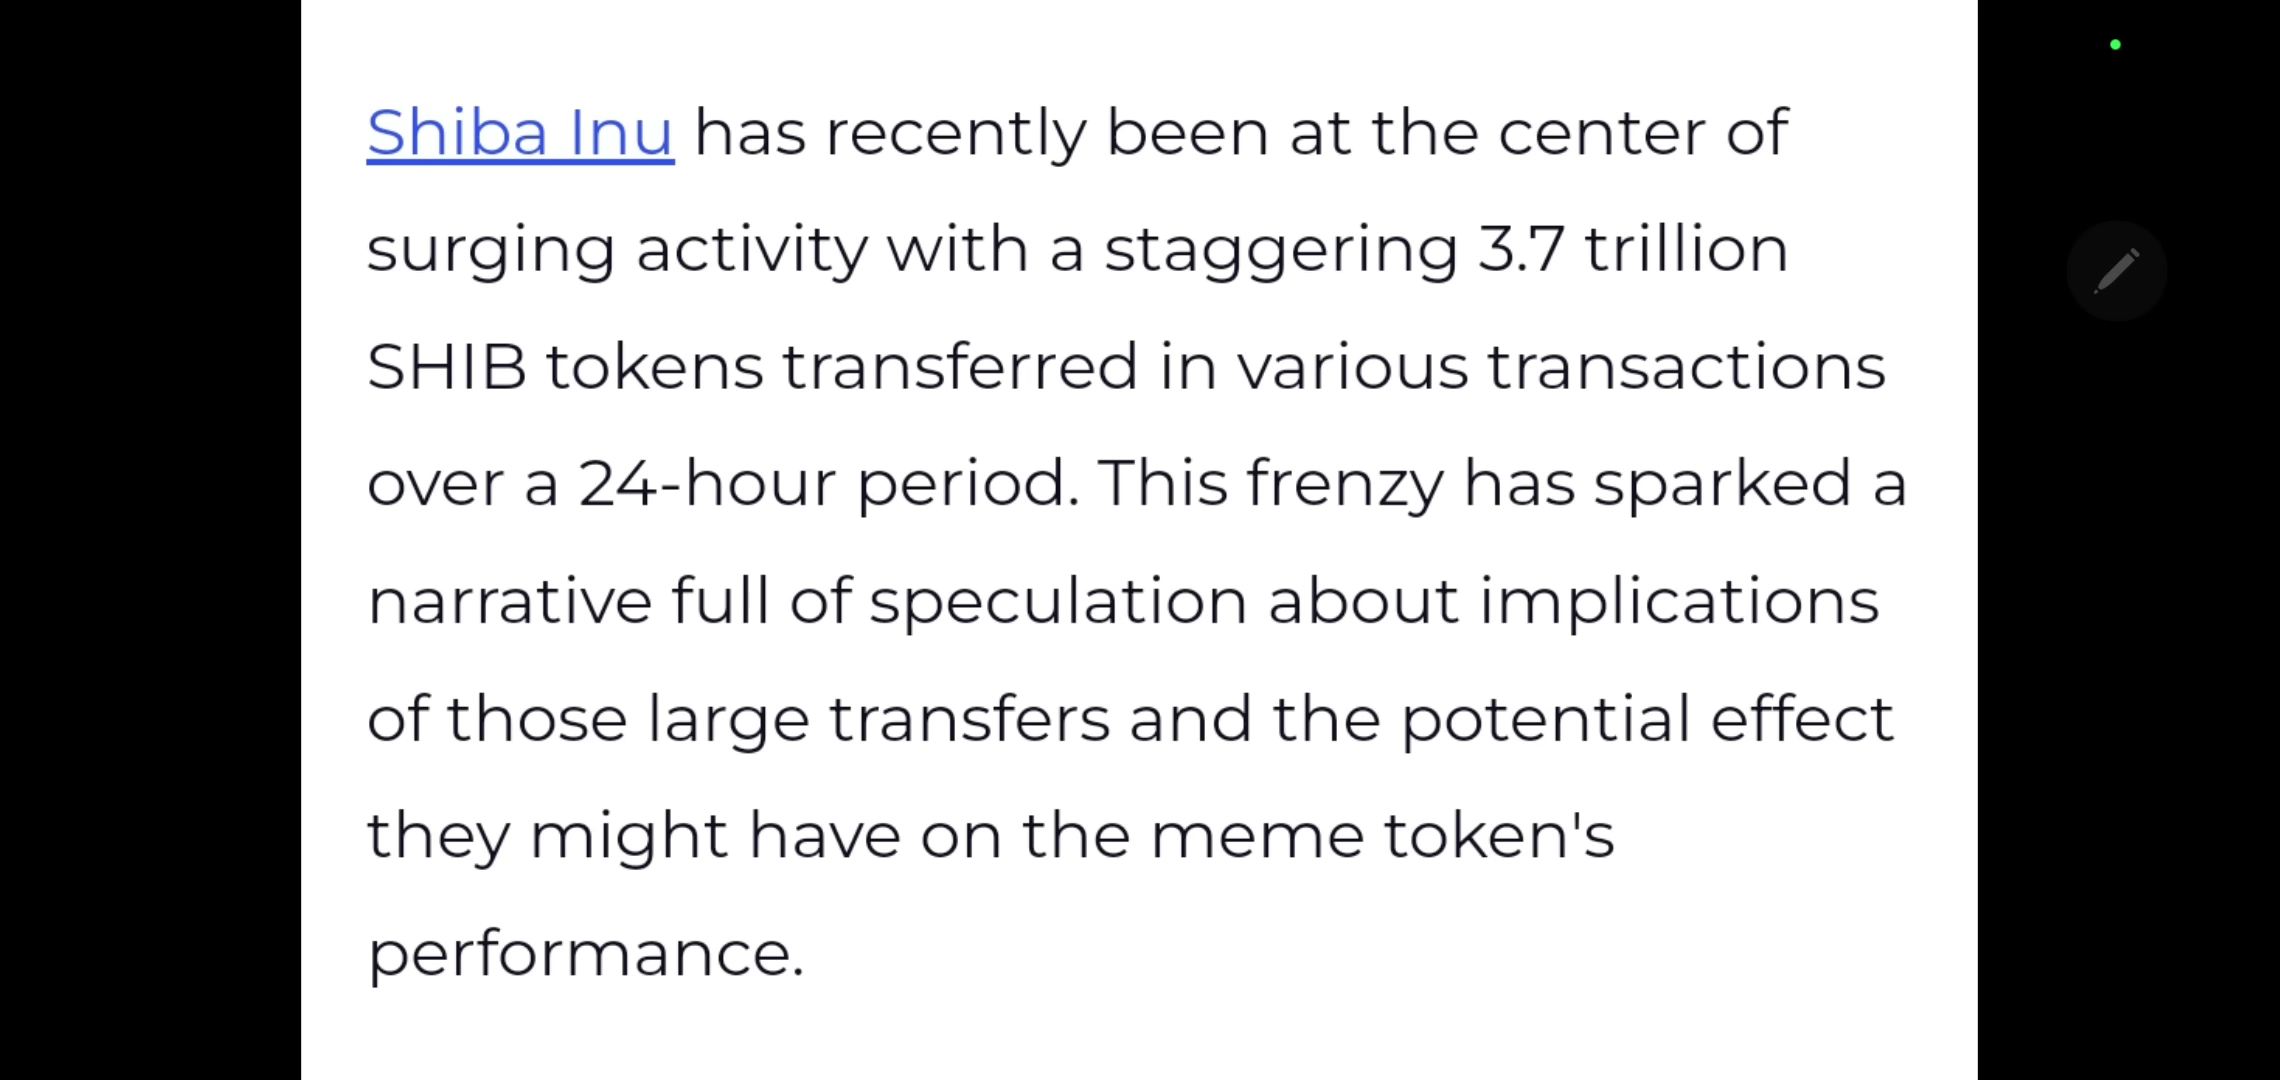 Shiba Inu has recently been at the center of
surging activity with a staggering 3.7 trillion
SHIB tokens transferred in various transactions
over a 24-hour period. This frenzy has sparked a
narrative full of speculation about implications
of those large transfers and the potential effect
they might have on the meme token's
performance.